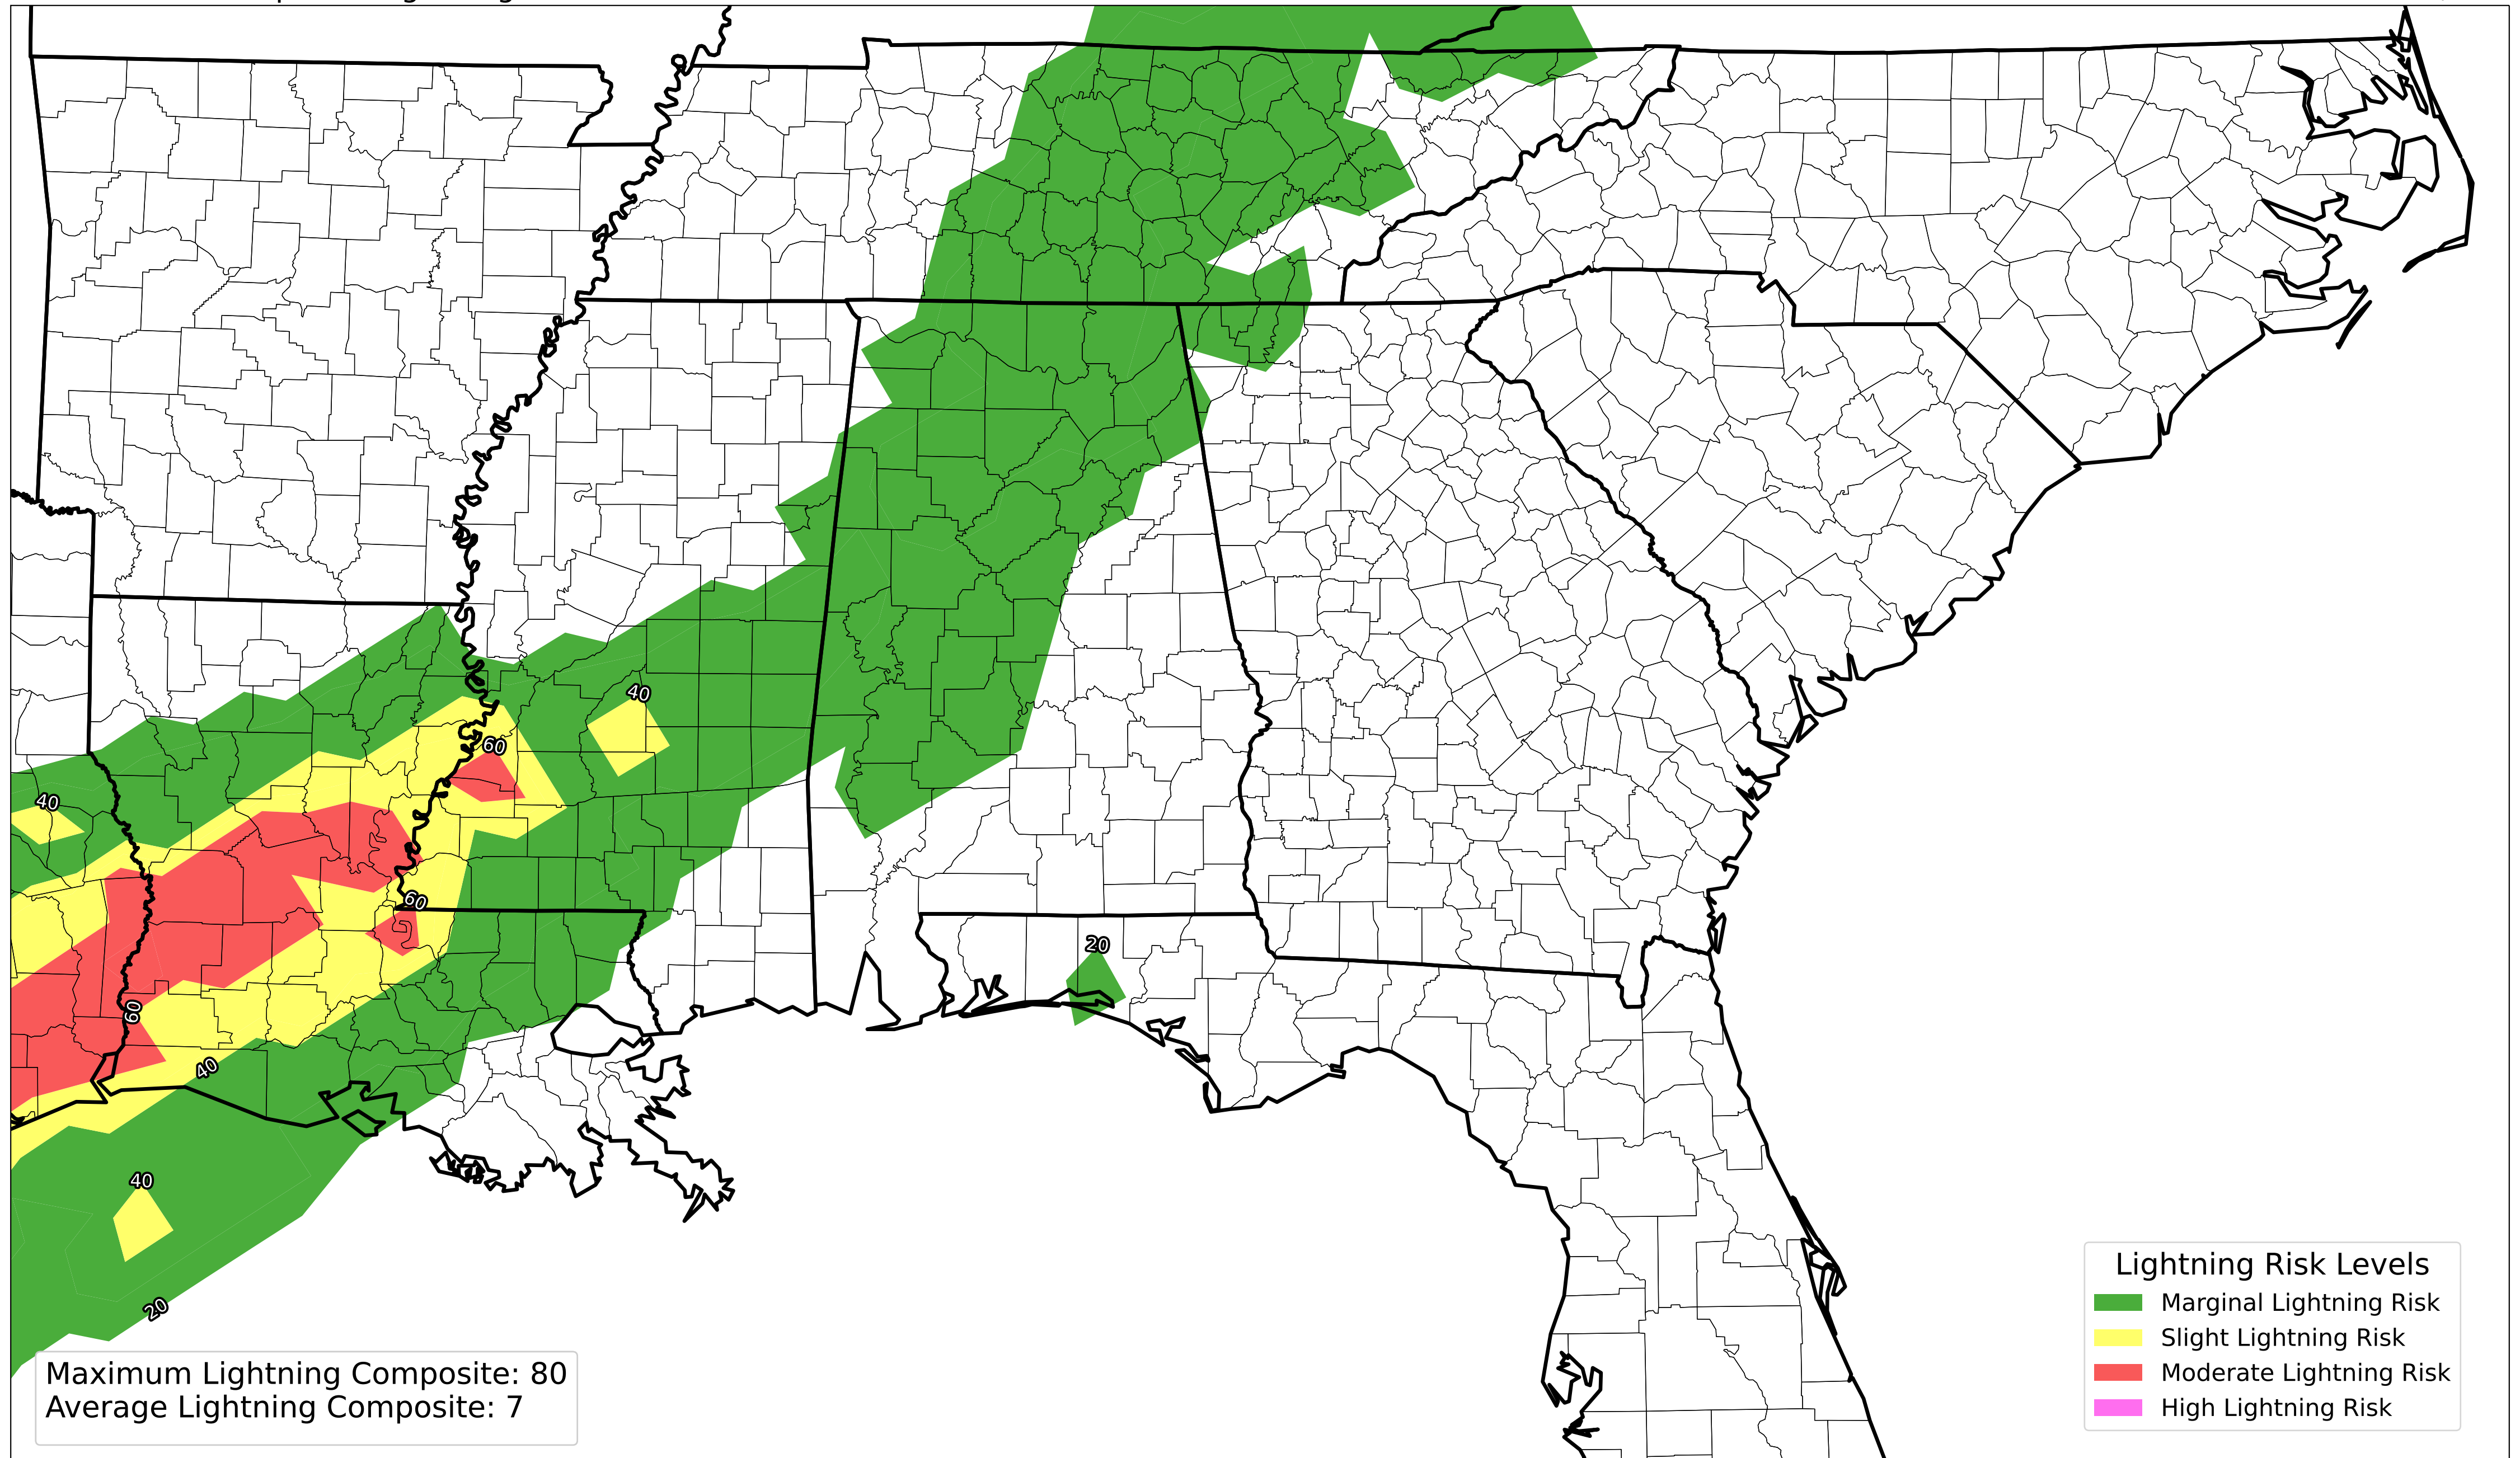 40
60
40
60
20
60
40
40
20
Lightning Risk Levels
Marginal Lightning Risk
Slight Lightning Risk
Moderate Lightning Risk
High Lightning Risk
Maximum Lightning Composite: 80
Average Lightning Composite: 7